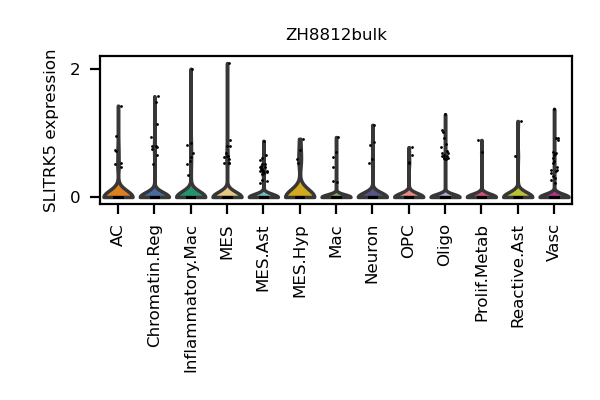 ZH8812bulk
SLITRK5 expression
2
0
AC
Chromatin.Reg
Inflammatory.Mac
MES
MES.Ast
MES.Hyp
Mac
Neuron
OPC
Oligo
Prolif.Metab
Reactive.Ast
Vasc